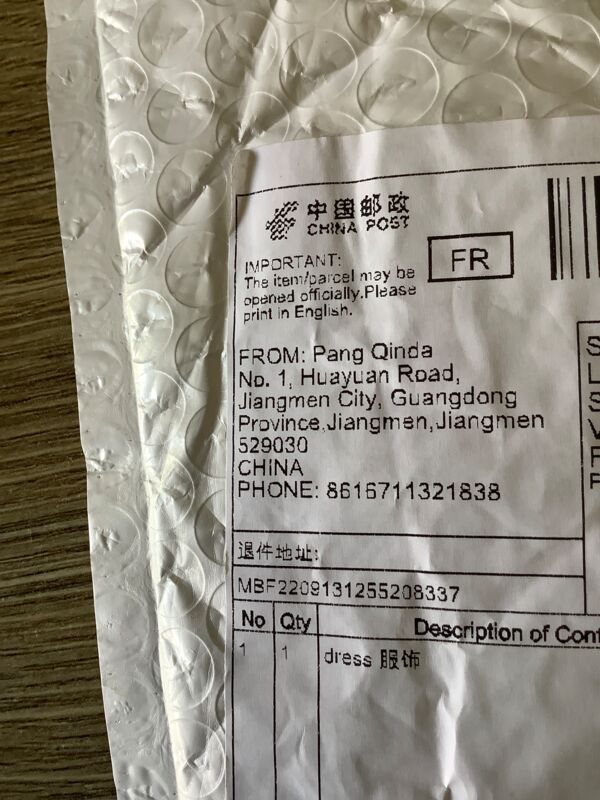 中国邮政
CHINA POST
FR
IMPORTANT:
The item/parcel may be
opened officially.Please
print in English.
FROM: Pang Qinda
No. 1, Huayuan Road,
Jiangmen City, Guangdong
Province,Jiangmen,Jiangmen
529030
CHINA
PHONE: 8616711321838
退件地址:
MBF2209131255208337
No Qty Description of Cont
1 1 dress 服饰